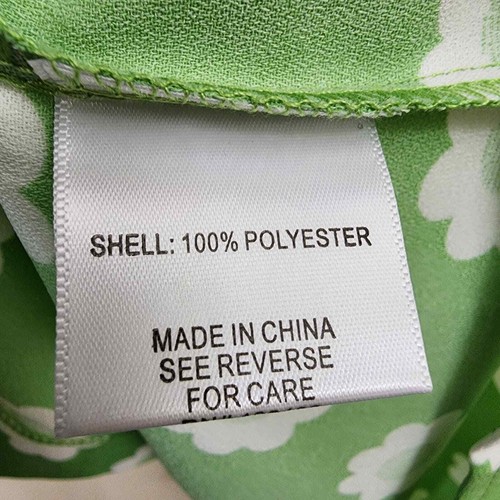 SHELL: 100% POLYESTER
MADE IN CHINA
SEE REVERSE
FOR CARE